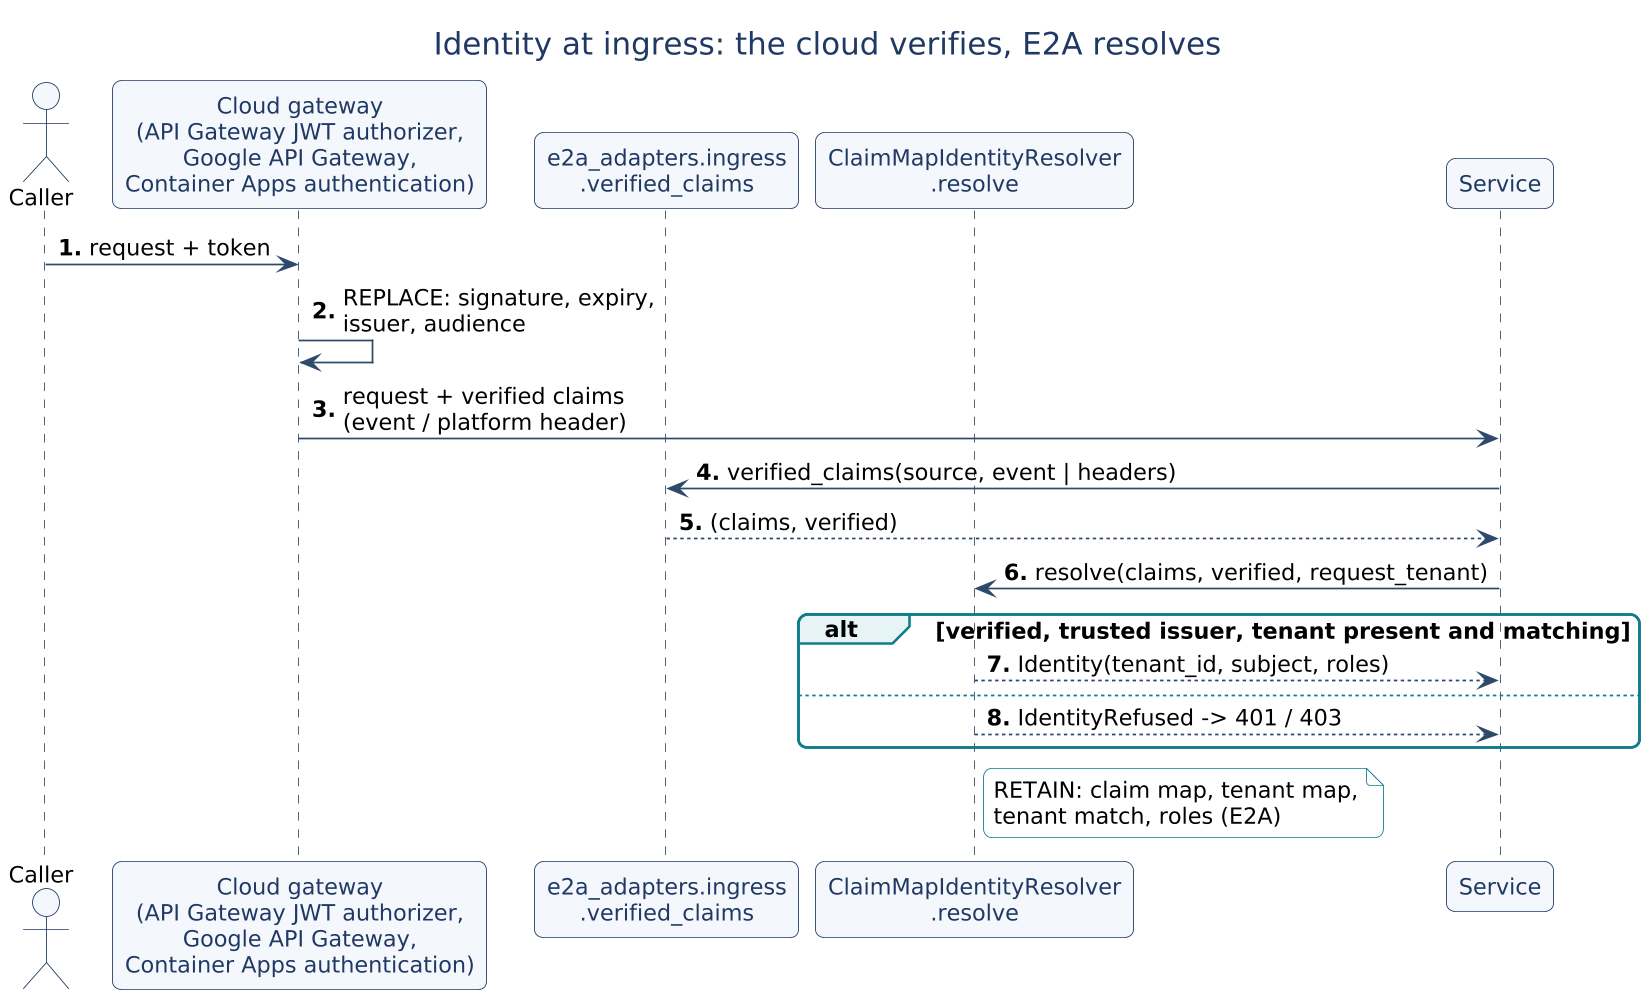 Identity at ingress: the cloud verifies, E2A resolves
Caller
Cloud gateway
(API Gateway JWT authorizer,
Google API Gateway,
Container Apps authentication)
e2a_adapters.ingress
.verified_claims
ClaimMapIdentityResolver
.resolve
Service
1. request + token
2. REPLACE: signature, expiry,
issuer, audience
3. request + verified claims
(event / platform header)
4. verified_claims(source, event | headers)
5. (claims, verified)
6. resolve(claims, verified, request_tenant)
alt [verified, trusted issuer, tenant present and matching]
7. Identity(tenant_id, subject, roles)
8. IdentityRefused -> 401 / 403
RETAIN: claim map, tenant map,
tenant match, roles (E2A)
Caller
Cloud gateway
(API Gateway JWT authorizer,
Google API Gateway,
Container Apps authentication)
e2a_adapters.ingress
.verified_claims
ClaimMapIdentityResolver
.resolve
Service